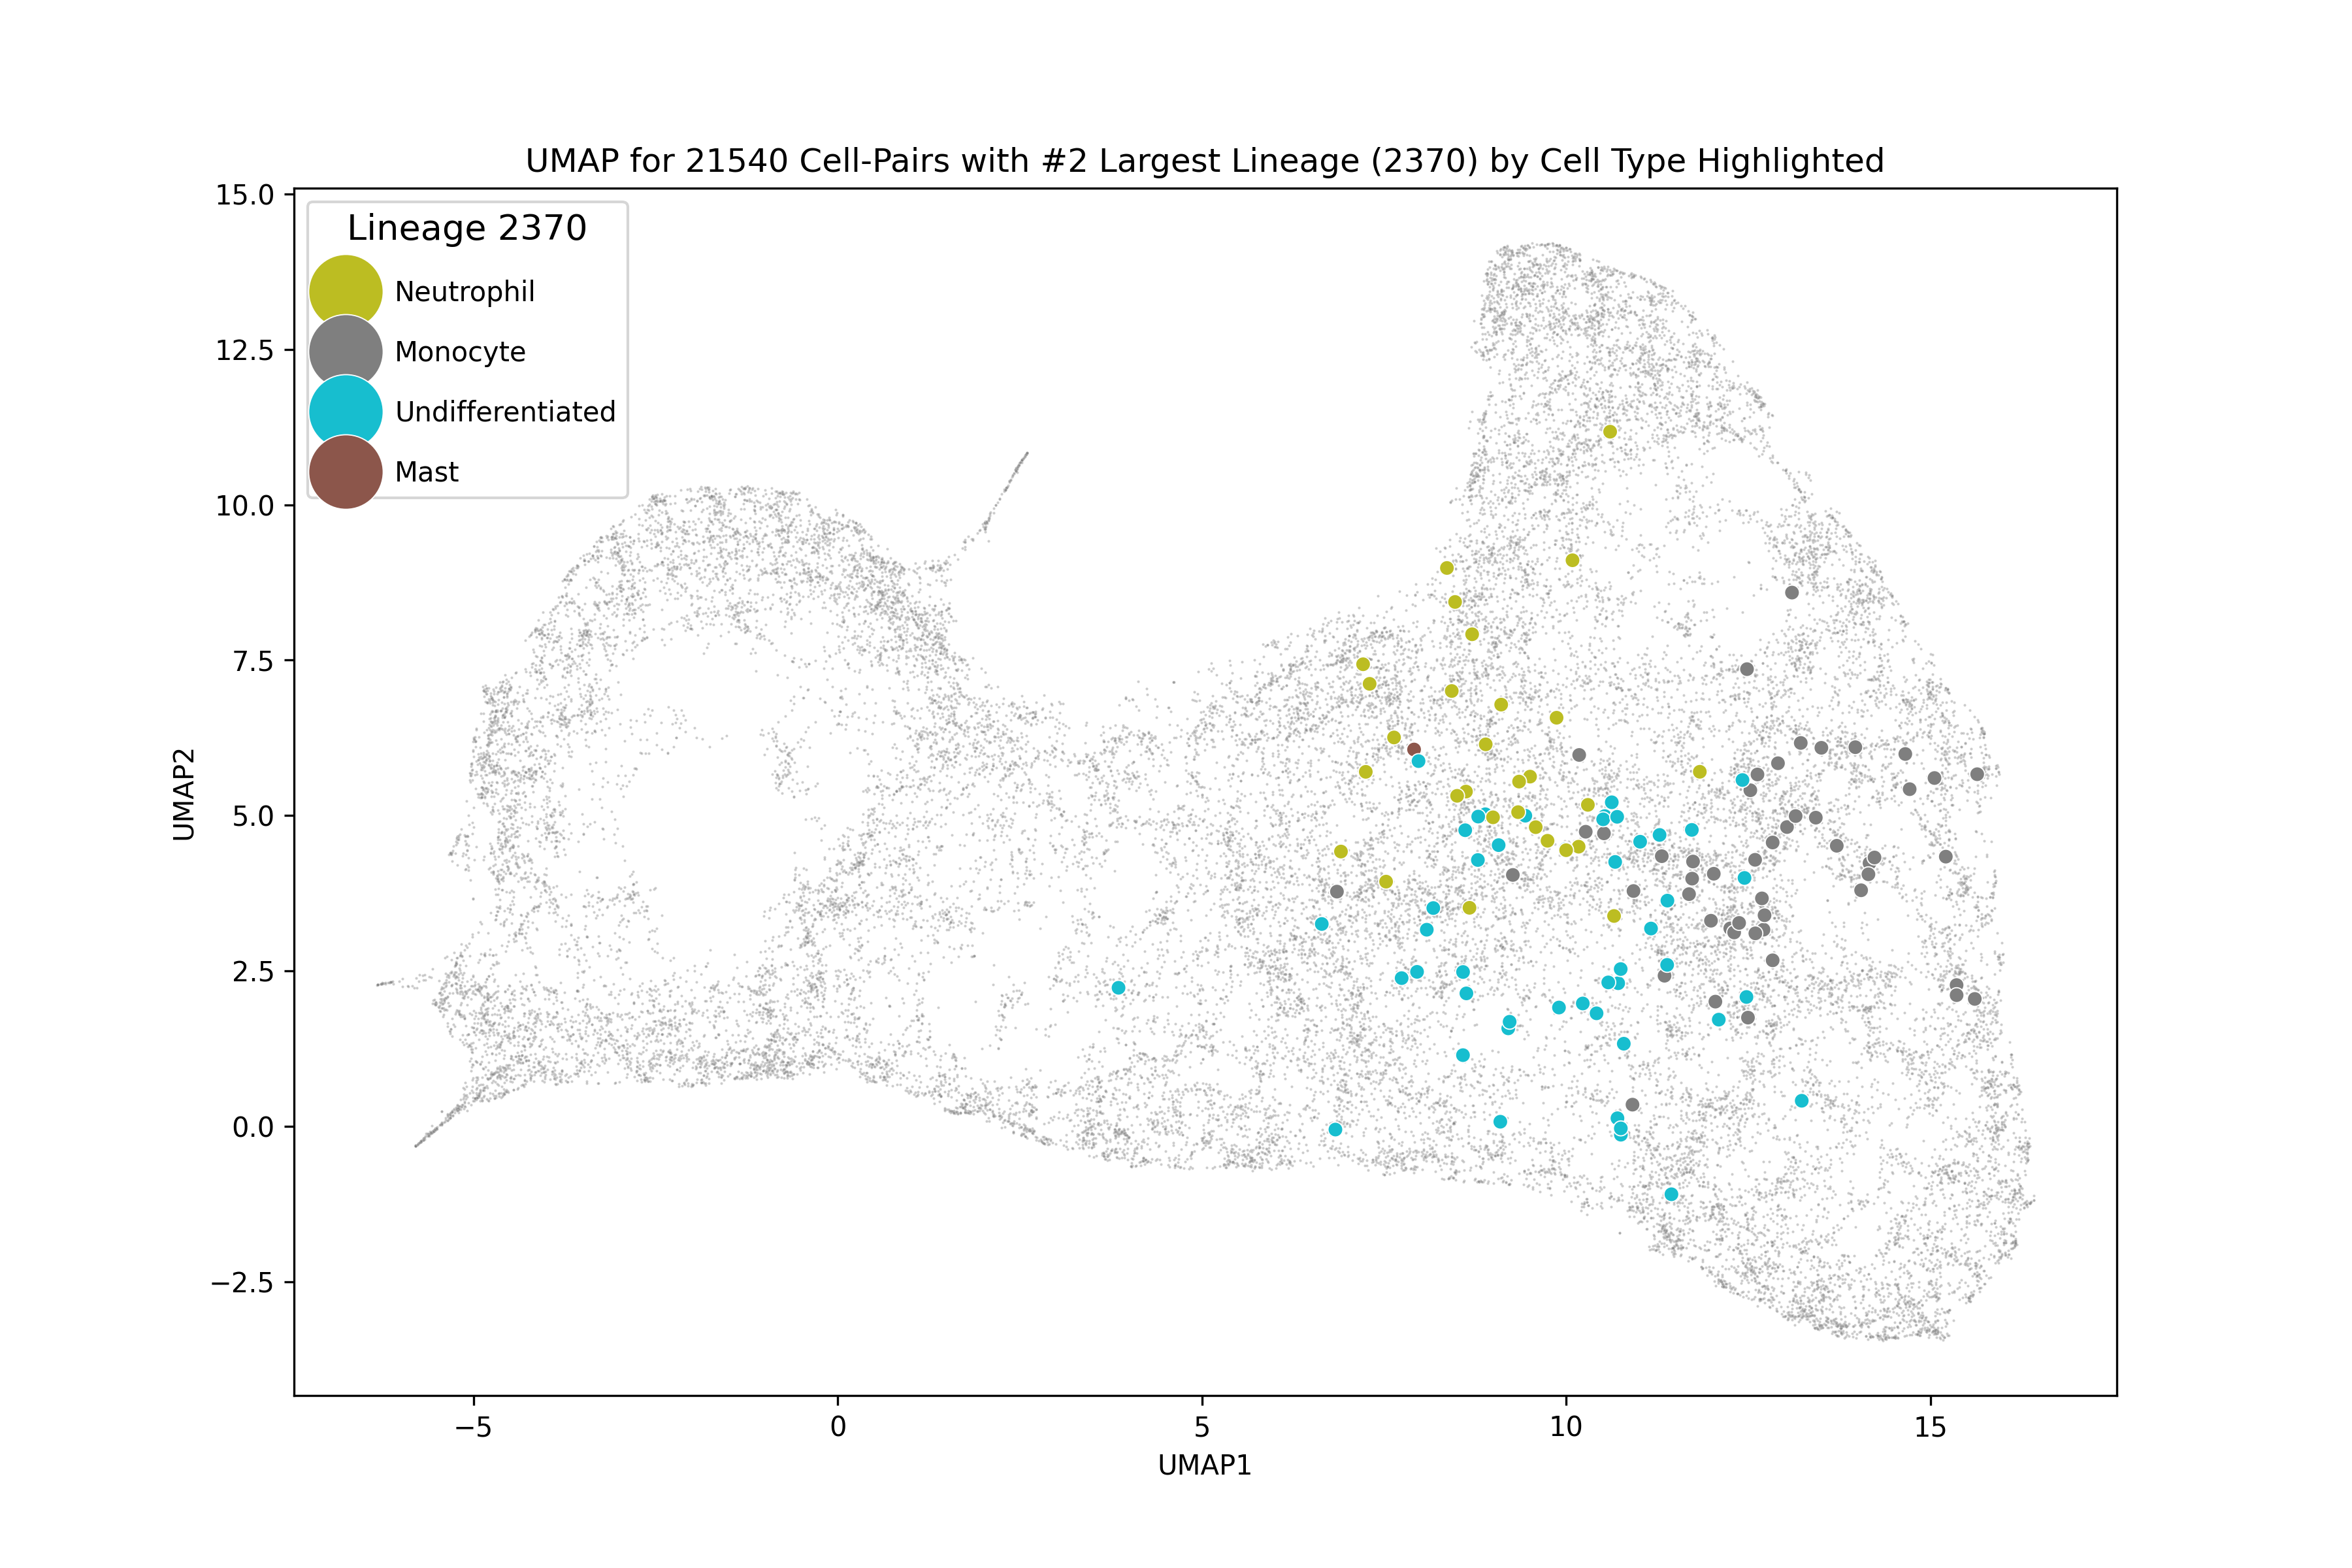 UMAP for 21540 Cell-Pairs with #2 Largest Lineage (2370) by Cell Type Highlighted
15.0
12.5
10.0
7.5
5.0
2.5
0.0
−2.5
UMAP2
Lineage 2370
Neutrophil
Monocyte
Undifferentiated
Mast
−5
0
5
10
15
UMAP1